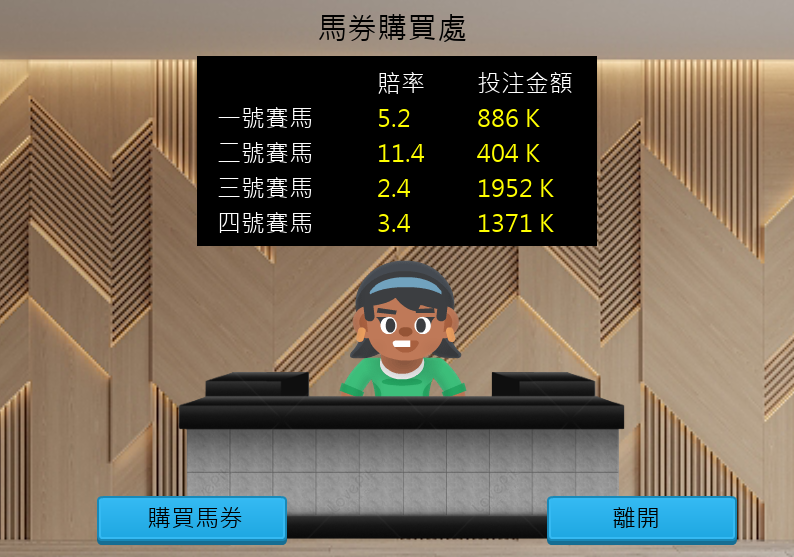 馬券購買處
賠率 投注金額
一號賽馬 5.2 886 K
二號賽馬 11.4 404 K
三號賽馬 2.4 1952 K
四號賽馬 3.4 1371 K
購買馬券 離開